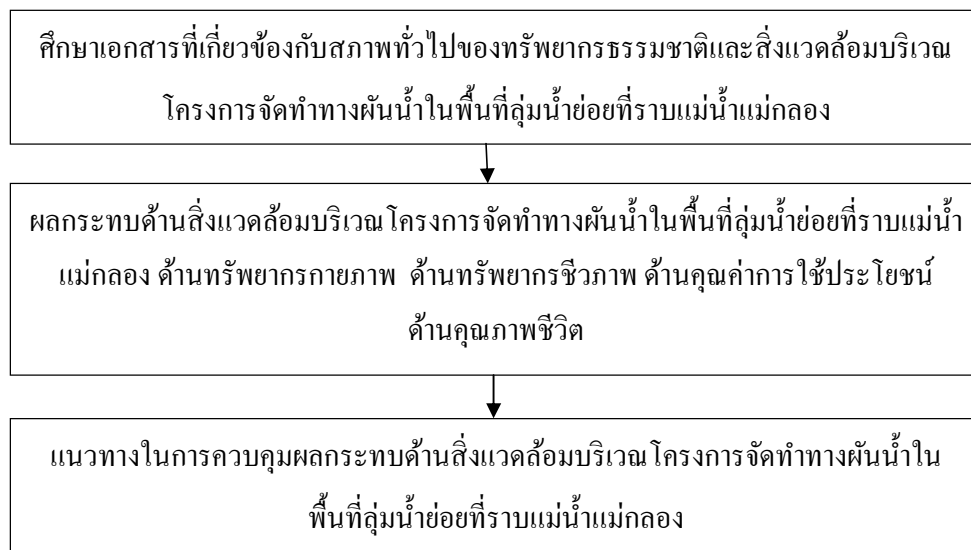 ศึกษาเอกสารที่เกี่ยวข้องกับสภาพทั่วไปของทรัพยากรธรรมชาติและสิ่งแวดล้อมบริเวณ
โครงการจัดทำทางผันน้ำในพื้นที่ลุ่มน้ำย่อยที่ราบแม่น้ำแม่กลอง
ผลกระทบด้านสิ่งแวดล้อมบริเวณโครงการจัดทำทางผันน้ำในพื้นที่ลุ่มน้ำย่อยที่ราบแม่น้ำ
แม่กลอง ด้านทรัพยากรกายภาพ ด้านทรัพยากรชีวภาพ ด้านคุณค่าการใช้ประโยชน์
ด้านคุณภาพชีวิต
แนวทางในการควบคุมผลกระทบด้านสิ่งแวดล้อมบริเวณโครงการจัดทำทางผันน้ำใน
พื้นที่ลุ่มน้ำย่อยที่ราบแม่น้ำแม่กลอง